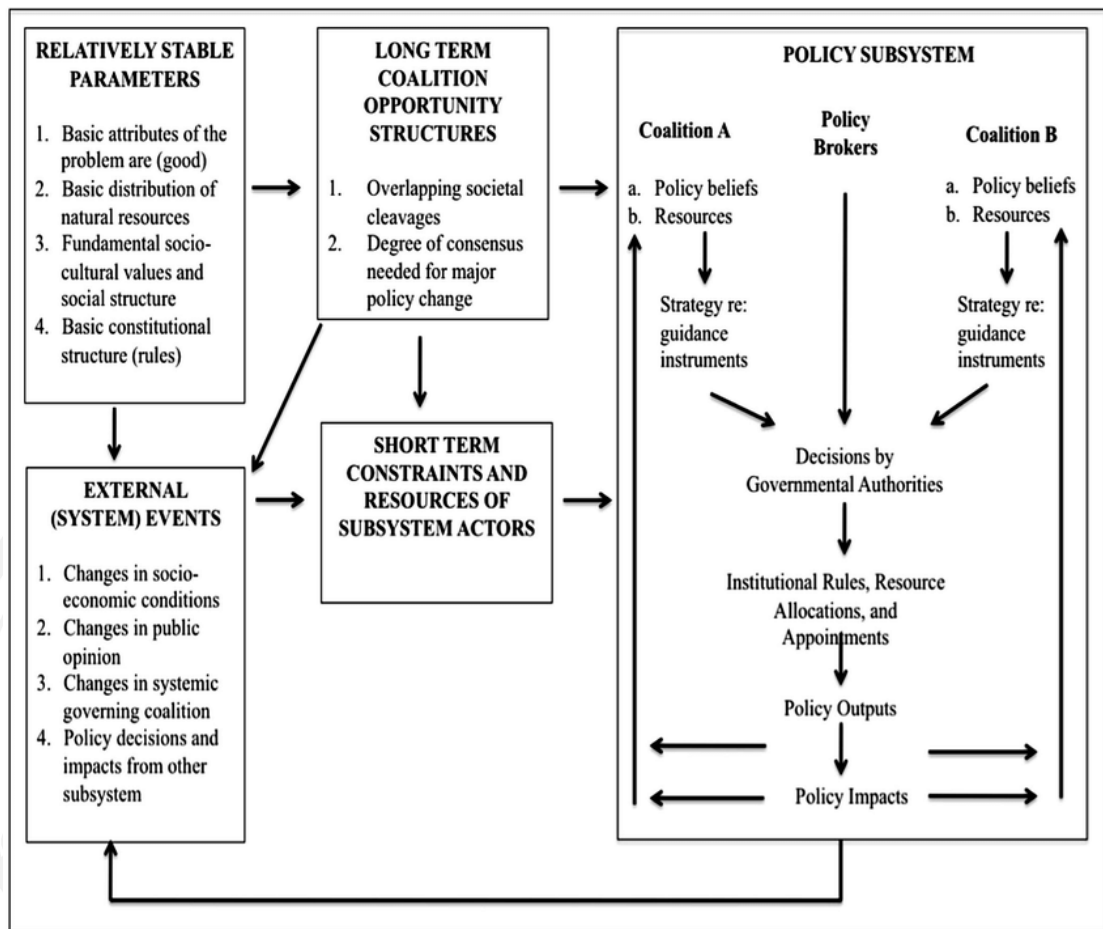 RELATIVELY STABLE
PARAMETERS
1. Basic attributes of the
problem are (good)
2. Basic distribution of
natural resources
3. Fundamental socio-
cultural values and
social structure
4. Basic constitutional
structure (rules)
LONG TERM
COALITION
OPPORTUNITY
STRUCTURES
1. Overlapping societal
cleavages
2. Degree of consensus
needed for major
policy change
EXTERNAL
(SYSTEM) EVENTS
1. Changes in socio-
economic conditions
2. Changes in public
opinion
3. Changes in systemic
governing coalition
4. Policy decisions and
impacts from other
subsystem
SHORT TERM
CONSTRAINTS AND
RESOURCES OF
SUBSYSTEM ACTORS
POLICY SUBSYSTEM
Coalition A
a. Policy beliefs
b. Resources
Strategy re:
guidance
instruments
Policy
Brokers
Coalition B
a. Policy beliefs
b. Resources
Strategy re:
guidance
instruments
Decisions by
Governmental Authorities
Institutional Rules, Resource
Allocations, and
Appointments
Policy Outputs
Policy Impacts